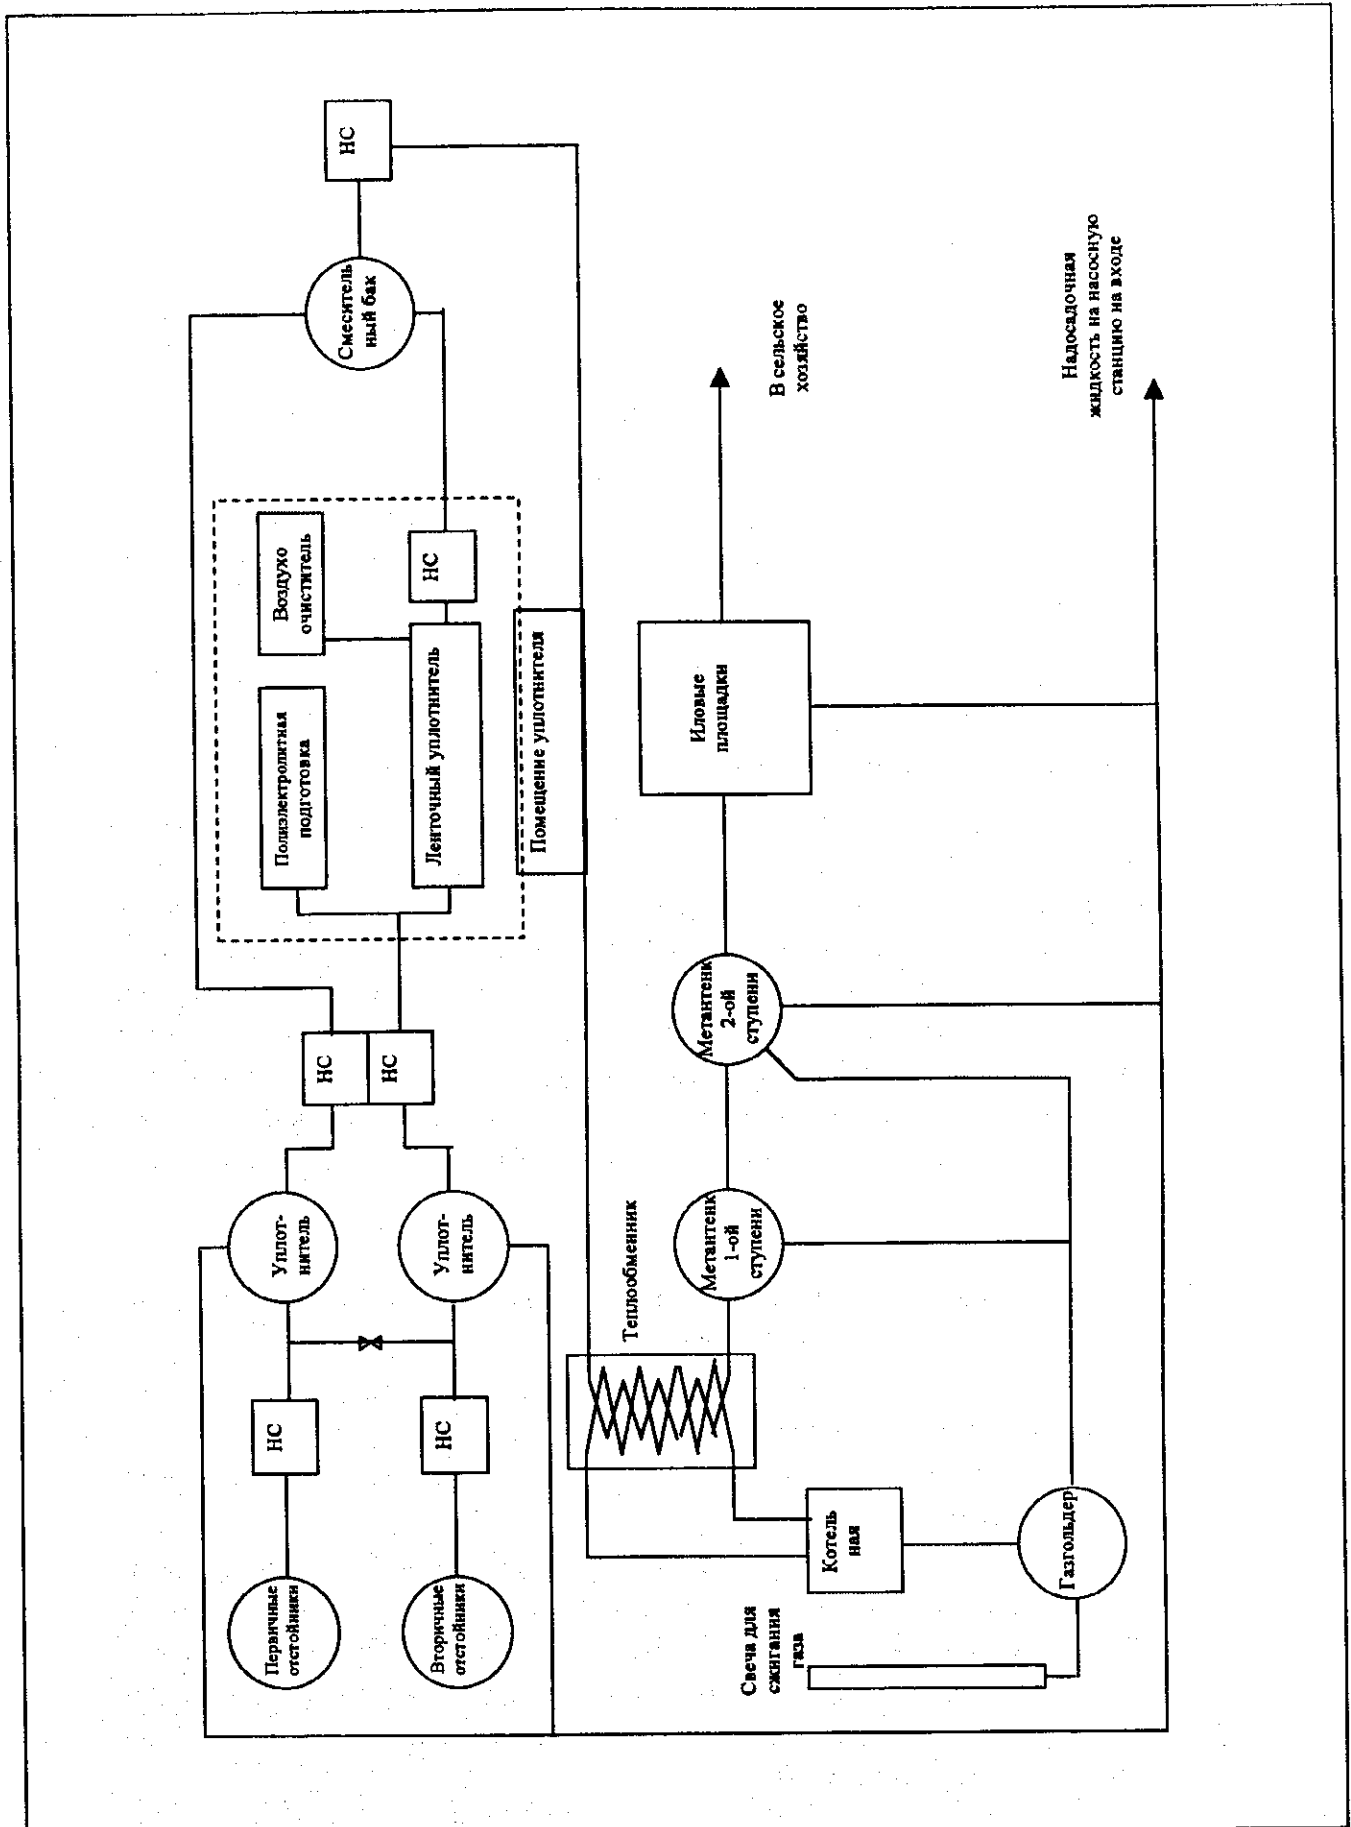 Первичные
отстойники
НС
Уплот-
нитель
НС
Вторичные
отстойники
НС
Уплот-
нитель
НС
Полиэлектролитная
подготовка
Воздухо
очиститель
Ленточный уплотнитель
НС
Помещение уплотнителя
Смеситель
ный бак
НС
Теплообменник
Метантенк
1-ой
ступени
Метантенк
2-ой
ступени
Иловые
площадки
В сельское
хозяйство
Свеча для
сжигания
газа
Котель
ная
Газгольдер
Надосадочная
жидкость на насосную
станцию на входе